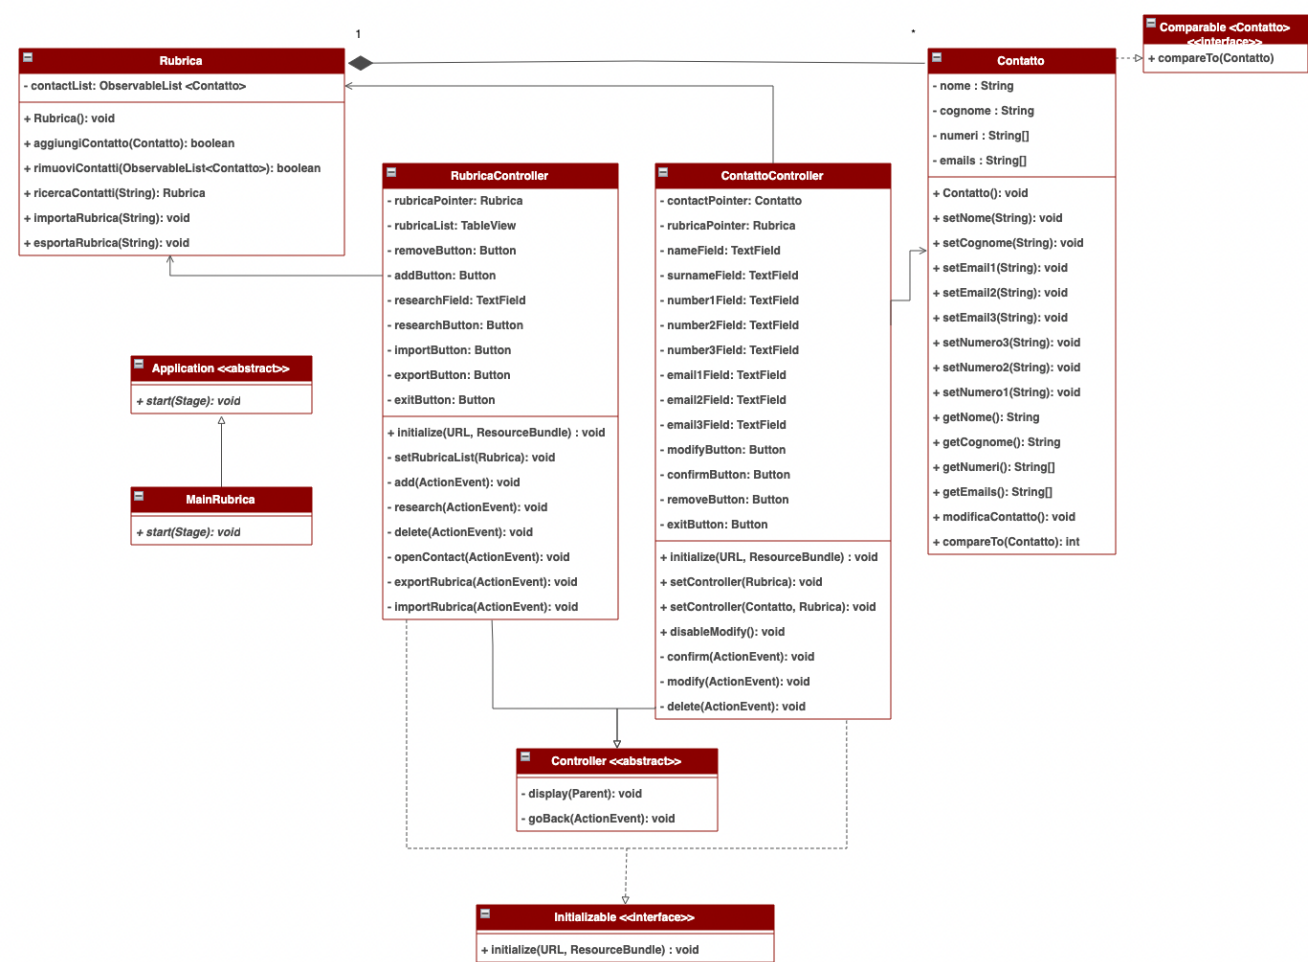 1
*
Comparable <Contatto>
<<interface>>
+ compareTo(Contatto)
Rubrica
- contactList: ObservableList <Contatto>
+ Rubrica(): void
+ aggiungiContatto(Contatto): boolean
+ rimuoviContatti(ObservableList<Contatto>): boolean
+ ricercaContatti(String): Rubrica
+ importaRubrica(String): void
+ esportaRubrica(String): void
Contatto
- nome : String
- cognome : String
- numeri : String[]
- emails : String[]
+ Contatto(): void
+ setNome(String): void
+ setCognome(String): void
+ setEmail1(String): void
+ setEmail2(String): void
+ setEmail3(String): void
+ setNumero3(String): void
+ setNumero2(String): void
+ setNumero1(String): void
+ getNome(): String
+ getCognome(): String
+ getNumeri(): String[]
+ getEmails(): String[]
+ modificaContatto(): void
+ compareTo(Contatto): int
RubricaController
- rubricaPointer: Rubrica
- rubricaList: TableView
- removeButton: Button
- addButton: Button
- researchField: TextField
- researchButton: Button
- importButton: Button
- exportButton: Button
- exitButton: Button
+ initialize(URL, ResourceBundle) : void
- setRubricaList(Rubrica): void
- add(ActionEvent): void
- research(ActionEvent): void
- delete(ActionEvent): void
- openContact(ActionEvent): void
- exportRubrica(ActionEvent): void
- importRubrica(ActionEvent): void
ContattoController
- contactPointer: Contatto
- rubricaPointer: Rubrica
- nameField: TextField
- surnameField: TextField
- number1Field: TextField
- number2Field: TextField
- number3Field: TextField
- email1Field: TextField
- email2Field: TextField
- email3Field: TextField
- modifyButton: Button
- confirmButton: Button
- removeButton: Button
- exitButton: Button
+ initialize(URL, ResourceBundle) : void
+ setController(Rubrica): void
+ setController(Contatto, Rubrica): void
+ disableModify(): void
- confirm(ActionEvent): void
- modify(ActionEvent): void
- delete(ActionEvent): void
Application <<abstract>>
+ start(Stage): void
MainRubrica
+ start(Stage): void
Controller <<abstract>>
- display(Parent): void
- goBack(ActionEvent): void
Initializable <<interface>>
+ initialize(URL, ResourceBundle) : void